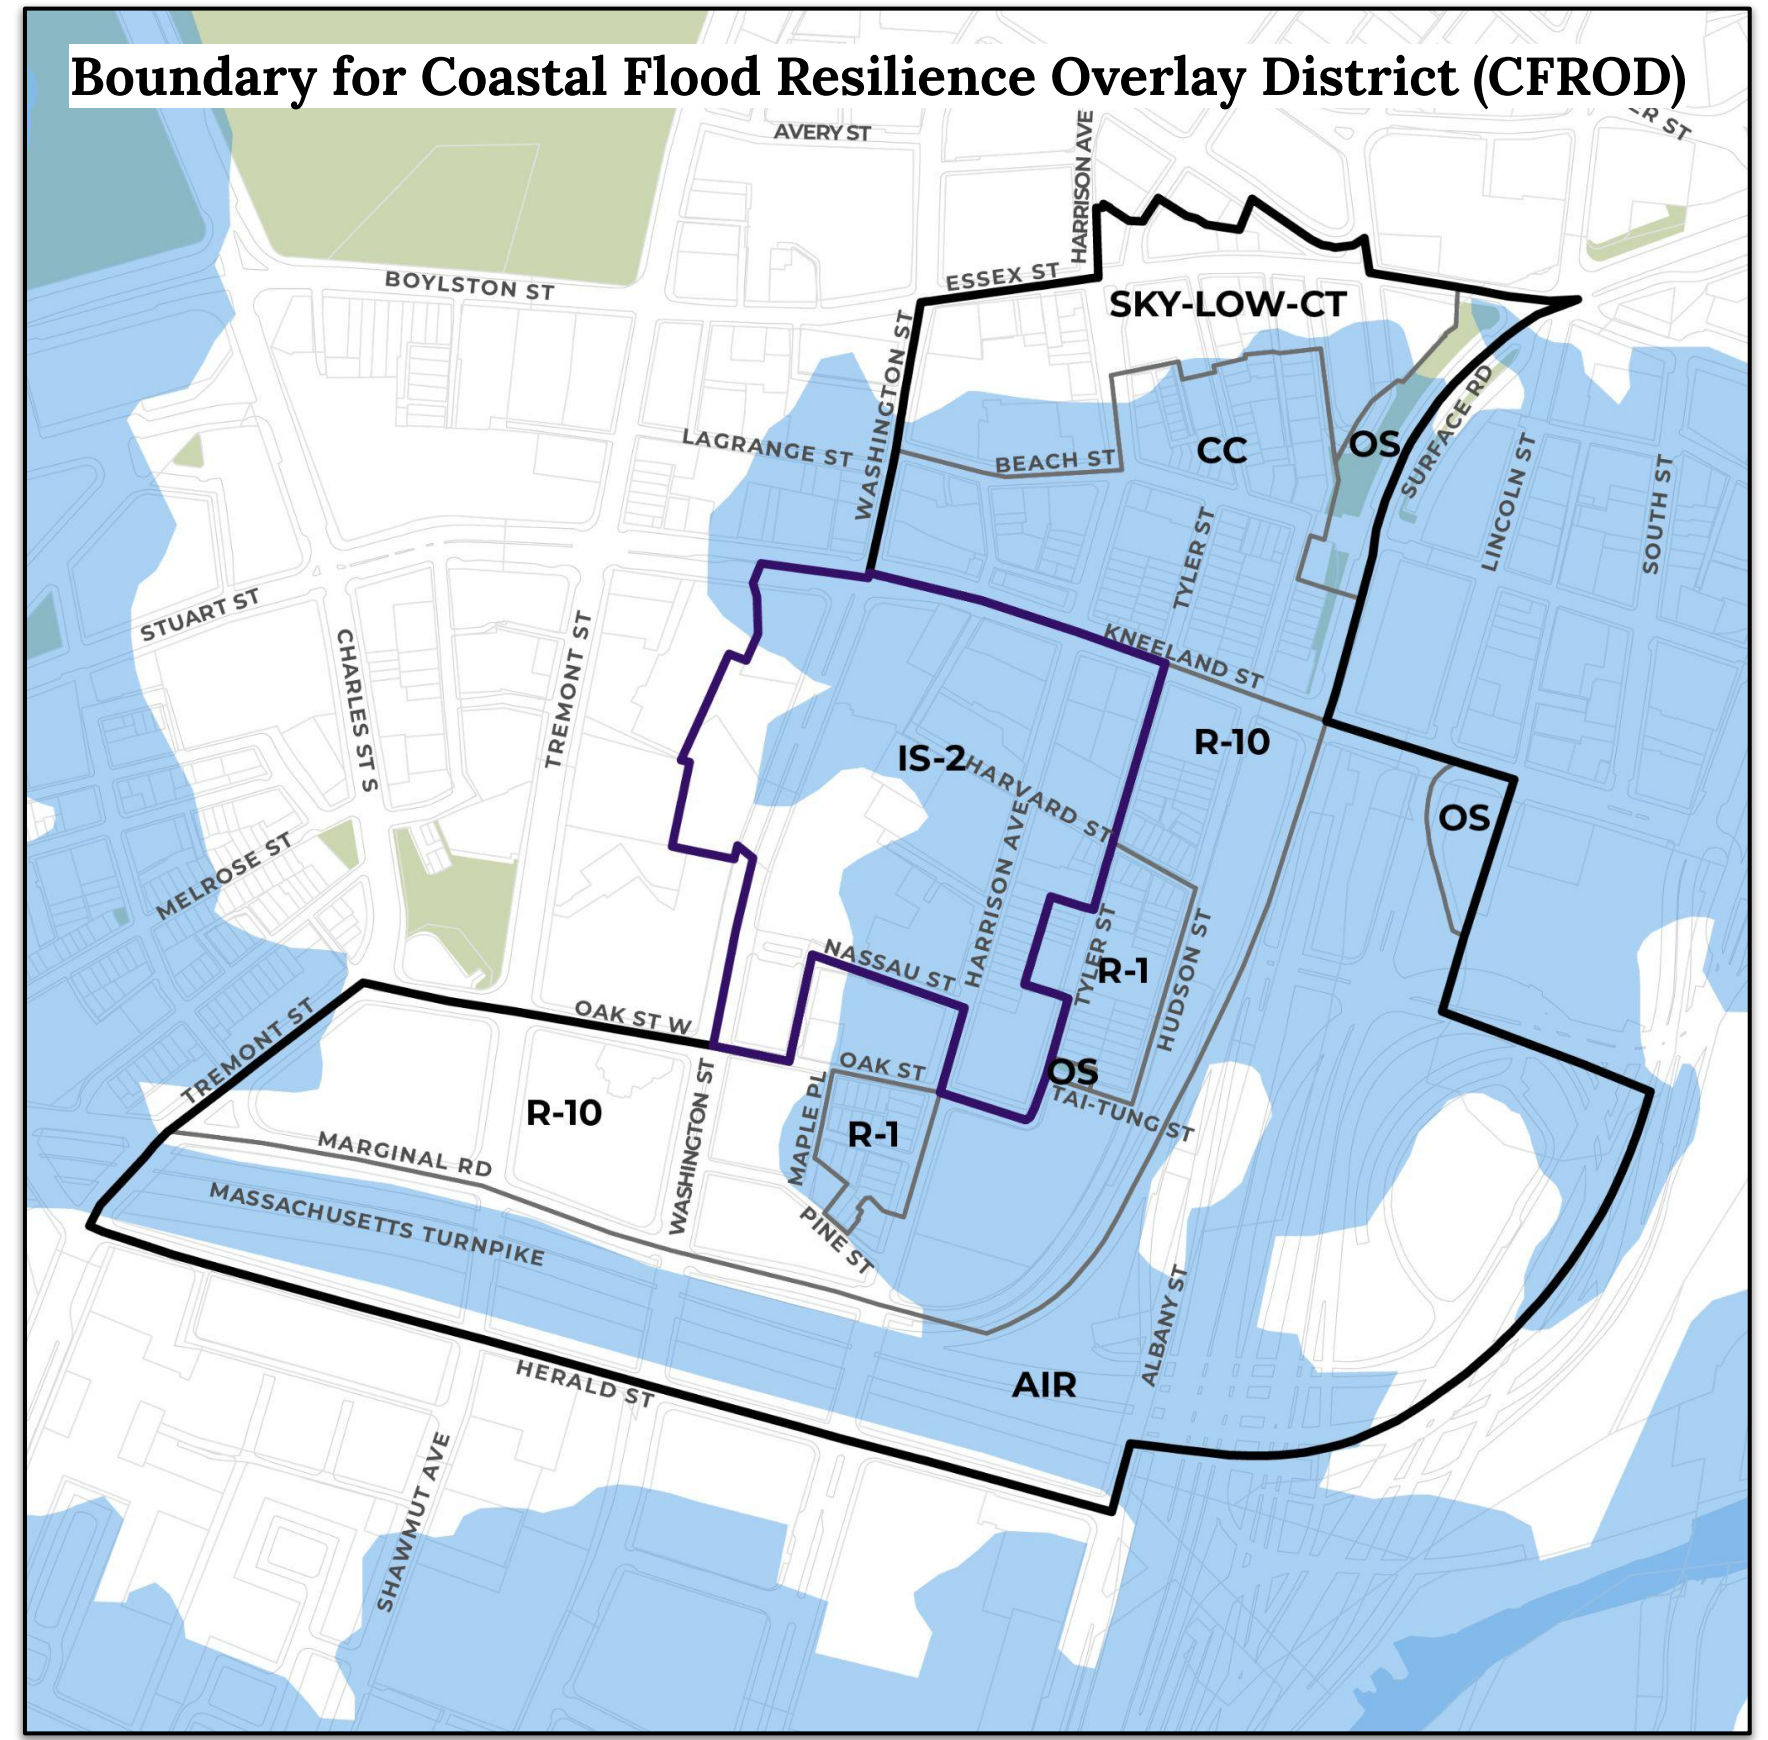 Boundary for Coastal Flood Resilience Overlay District (CFROD)
ER ST
AVERY ST
HARRISON AVE
BOYLSTON ST
ESSEX ST
SKY-LOW-CT
WASHINGTON ST
LAGRANGE ST
BEACH ST
CC
OS
SURFACE RD
LINCOLN ST
SOUTH ST
TYLER ST
STUART ST
CHARLES ST S
TREMONT ST
KNEELAND ST
R-10
IS-2
HARVARD ST
OS
MELROSE ST
HARRISON AVE
NASSAU ST
TYLER ST
R-1
HUDSON ST
TREMONT ST
OAK ST W
OAK ST
OS
TAI-TUNG ST
R-10
WASHINGTON ST
MAPLE PL
R-1
MARGINAL RD
MASSACHUSETTS TURNPIKE
PINE ST
ALBANY ST
AIR
HERALD ST
SHAWMUT AVE